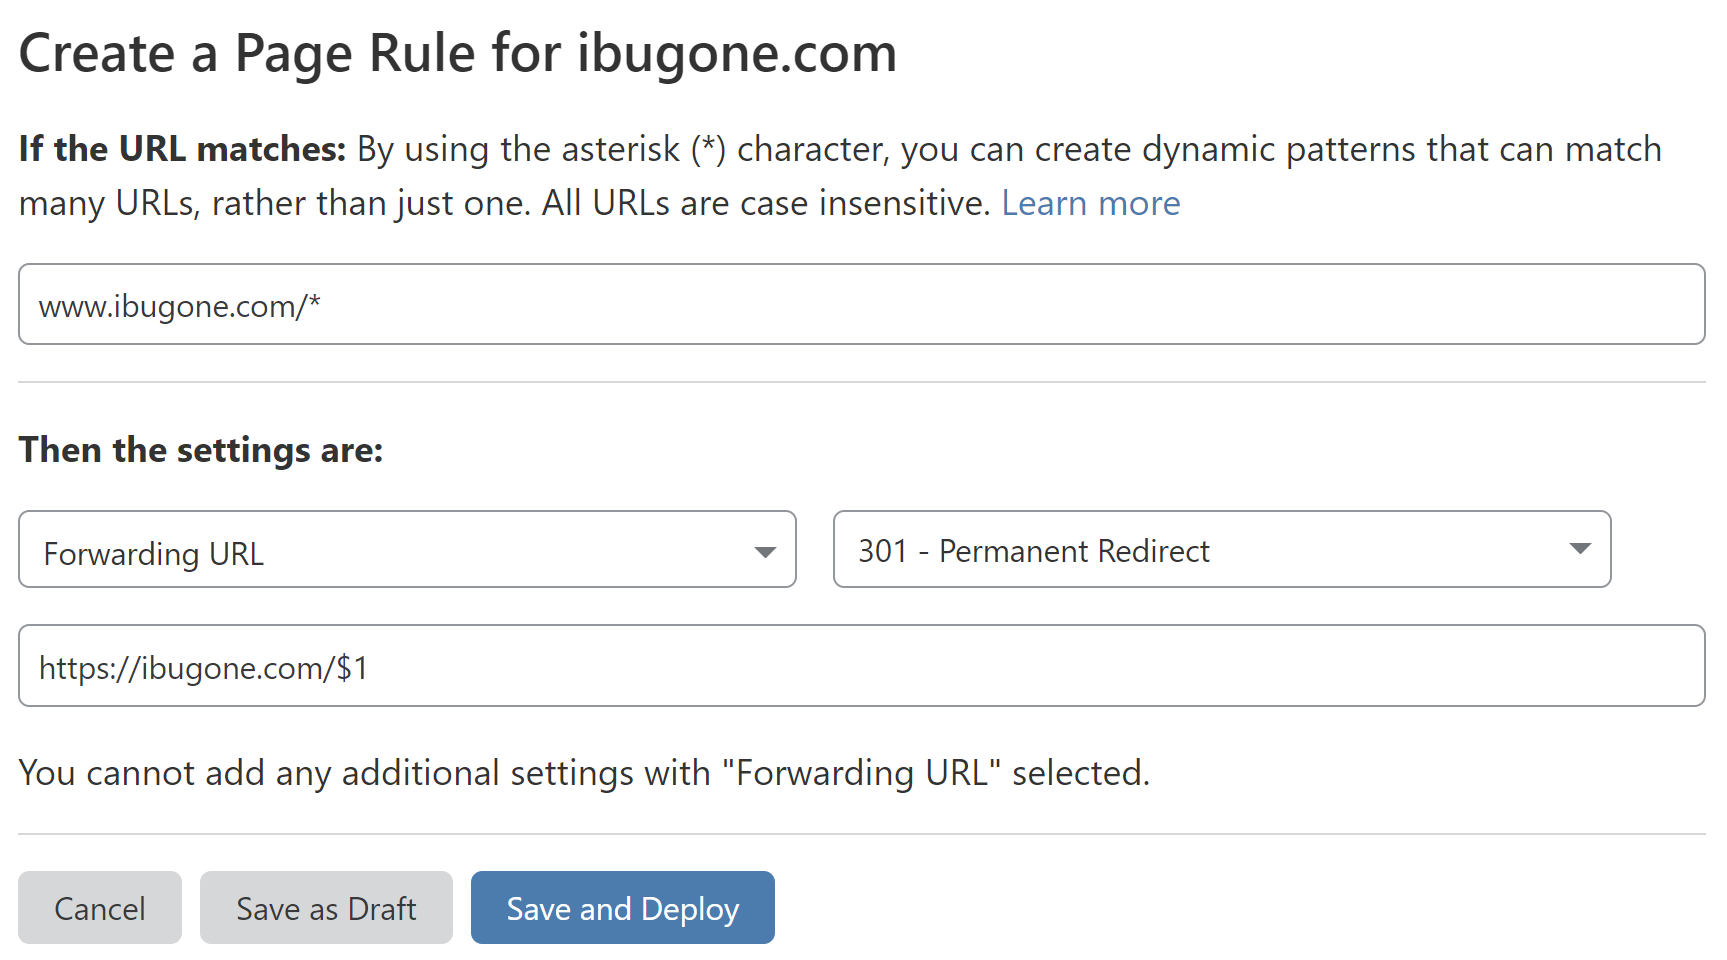 Create a Page Rule for ibugone.com
If the URL matches: By using the asterisk (*) character, you can create dynamic patterns that can match
many URLs, rather than just one. All URLs are case insensitive. Learn more
www.ibugone.com/*
Then the settings are:
Forwarding URL
301 - Permanent Redirect
https://ibugone.com/$1
You cannot add any additional settings with "Forwarding URL" selected.
Cancel
Save as Draft
Save and Deploy